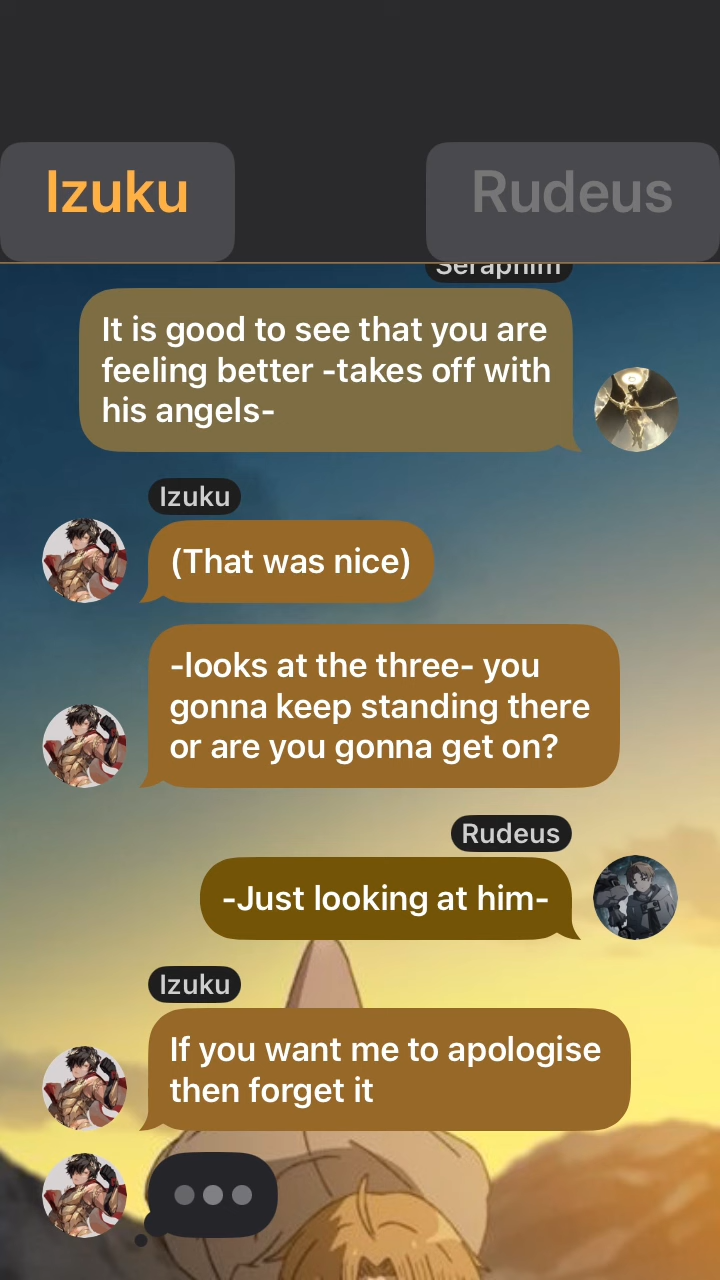 Izuku
Rudeus
Seraphim
It is good to see that you are
feeling better -takes off with
his angels-
Izuku
(That was nice)
-looks at the three- you
gonna keep standing there
or are you gonna get on?
Rudeus
-Just looking at him-
Izuku
If you want me to apologise
then forget it